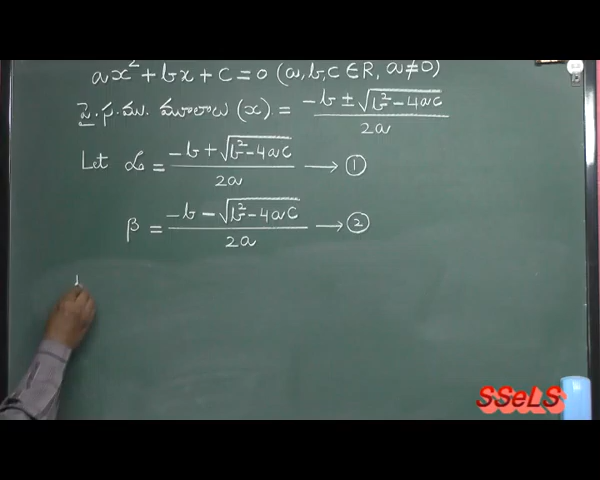 ax² + bx + c = 0 (a, b, c ∈ R, a ≠ 0)
పై. స. ము. మూలాలు (x) = (-b ± √(b² - 4ac)) / 2a
Let α = (-b + √(b² - 4ac)) / 2a → ①
β = (-b - √(b² - 4ac)) / 2a → ②
SSeLS